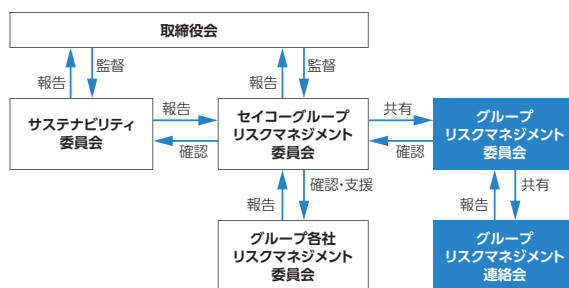 取締役会
報告
監督
報告
監督
サステナビリティ
委員会
報告
確認
セイコーグループ
リスクマネジメント
委員会
共有
確認
グループ
リスクマネジメント
委員会
報告
確認・支援
報告
共有
グループ各社
リスクマネジメント
委員会
グループ
リスクマネジメント
連絡会